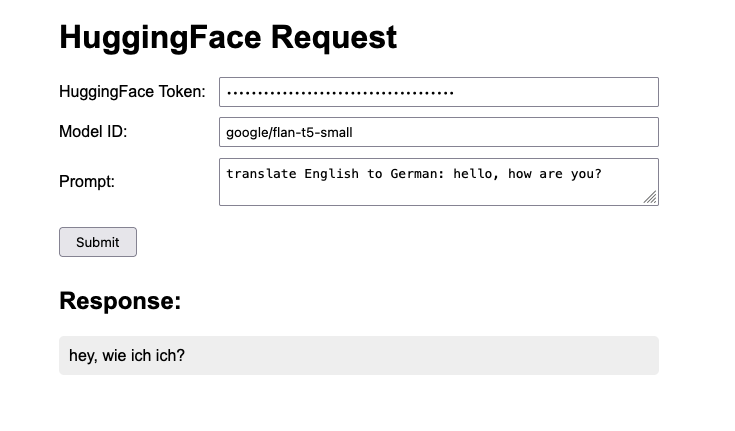 HuggingFace Request
HuggingFace Token: •••••••••••••••••••••••••••••••••••••
Model ID: google/flan-t5-small
Prompt: translate English to German: hello, how are you?
Submit
Response:
hey, wie ich ich?